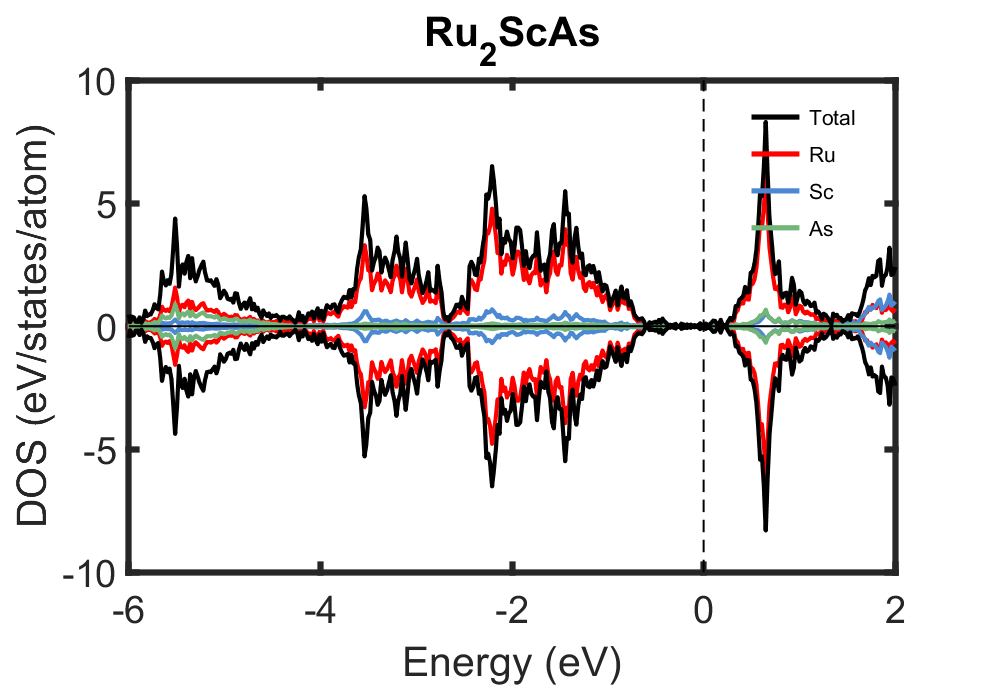 Ru2ScAs
10
5
0
-5
-10
DOS (eV/states/atom)
Total
Ru
Sc
As
-6 -4 -2 0 2
Energy (eV)